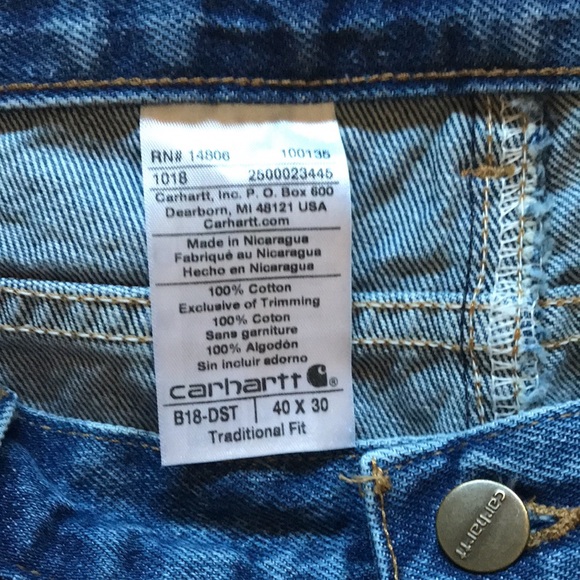 RN# 14806 100135
1018 2500023445
Carhartt, Inc. P. O. Box 600
Dearborn, MI 48121 USA
Carhartt.com
Made in Nicaragua
Fabriqué au Nicaragua
Hecho en Nicaragua
100% Cotton
Exclusive of Trimming
100% Coton
Sans garniture
100% Algodón
Sin incluir adorno
carhartt ®
B18-DST 40 X 30
Traditional Fit
carhartt